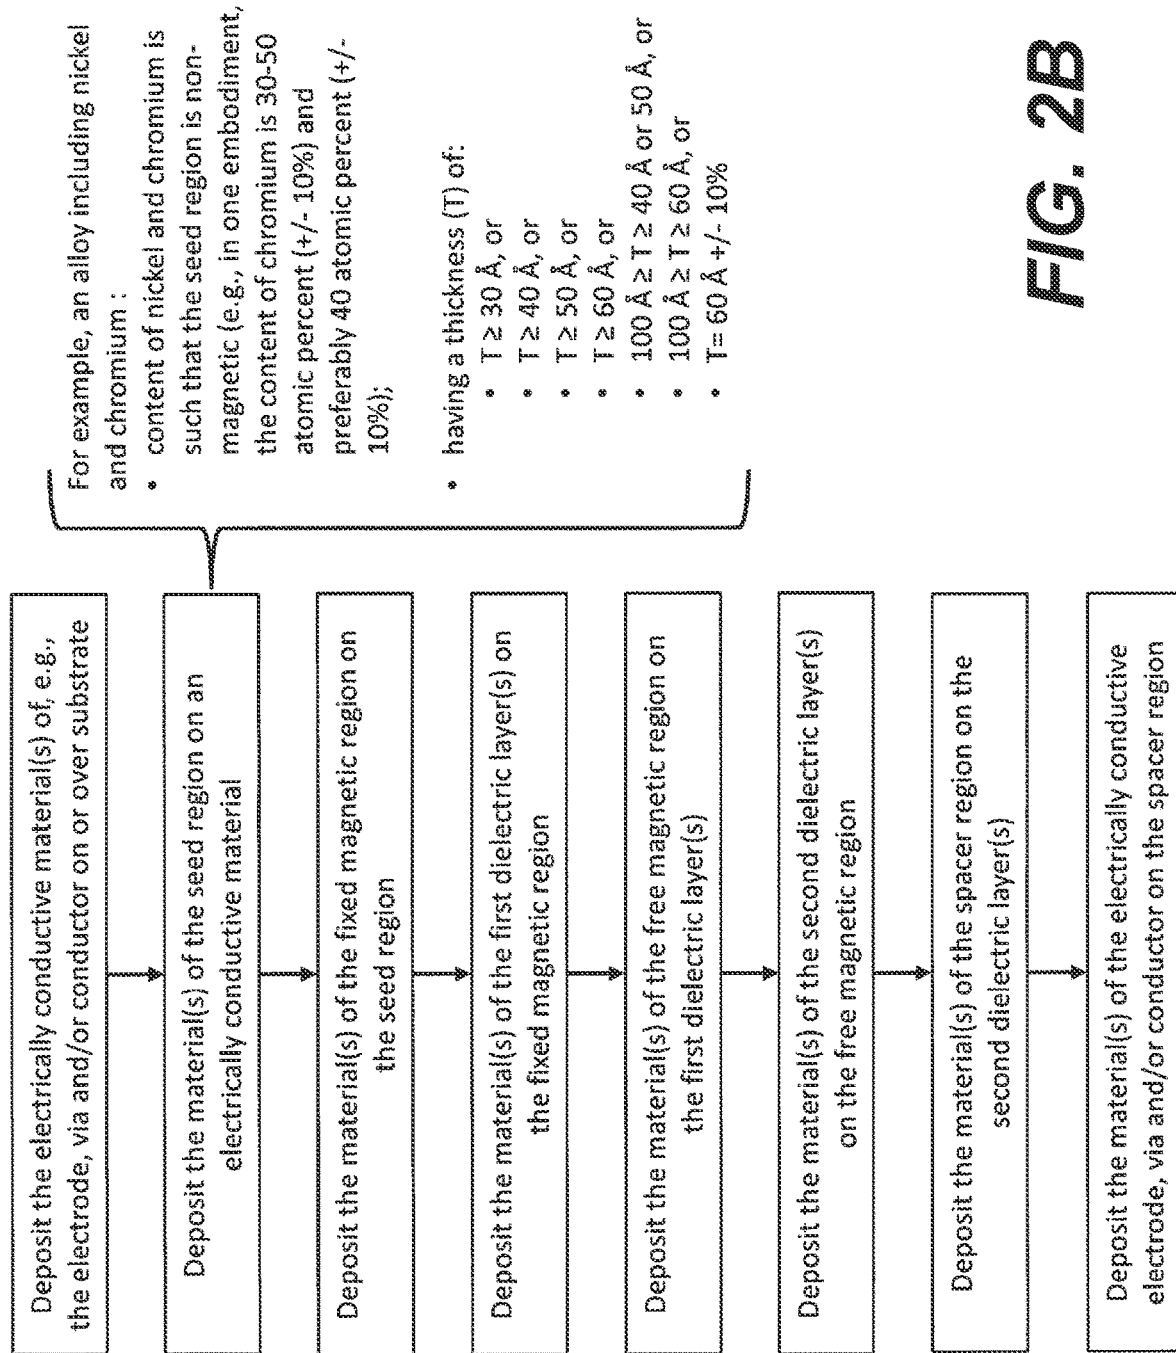 Deposit the electrically conductive material(s) of, e.g.,
the electrode, via and/or conductor on or over substrate
Deposit the material(s) of the seed region on an
electrically conductive material
For example, an alloy including nickel
and chromium :
• content of nickel and chromium is
such that the seed region is non-
magnetic (e.g., in one embodiment,
the content of chromium is 30-50
atomic percent (+/- 10%) and
preferably 40 atomic percent (+/-
10%);
• having a thickness (T) of:
• T ≥ 30 Å, or
• T ≥ 40 Å, or
• T ≥ 50 Å, or
• T ≥ 60 Å, or
• 100 Å ≥ T ≥ 40 Å or 50 Å, or
• 100 Å ≥ T ≥ 60 Å, or
• T= 60 Å +/- 10%
Deposit the material(s) of the fixed magnetic region on
the seed region
Deposit the material(s) of the first dielectric layer(s) on
the fixed magnetic region
Deposit the material(s) of the free magnetic region on
the first dielectric layer(s)
Deposit the material(s) of the second dielectric layer(s)
on the free magnetic region
Deposit the material(s) of the spacer region on the
second dielectric layer(s)
Deposit the material(s) of the electrically conductive
electrode, via and/or conductor on the spacer region
FIG. 2B